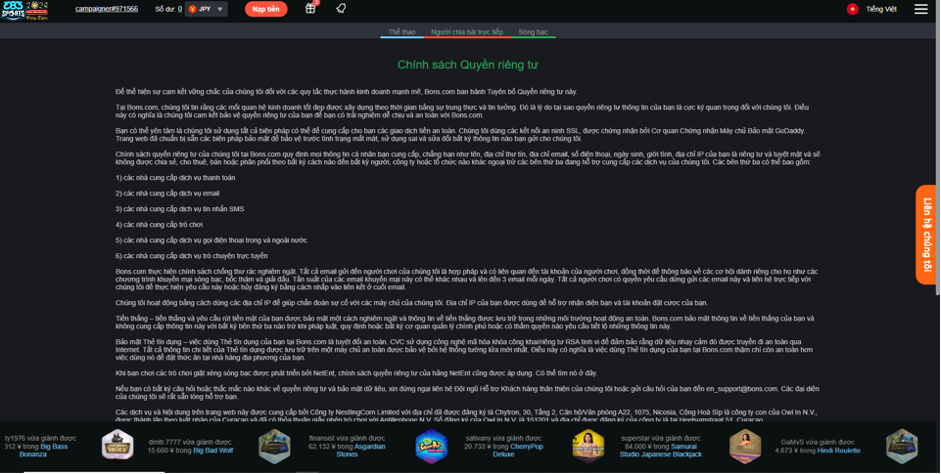 E83
2024
SPORTS
campaigner#971566
Số dư: 0
JPY
Nạp tiền
Tiếng Việt
Thể thao
Người chia bài trực tiếp
Sòng bạc
Chính sách Quyền riêng tư
Để thể hiện sự cam kết vững chắc của chúng tôi đối với các quy tắc thực hành kinh doanh mạnh mẽ, Bons.com ban hành Tuyên bố Quyền riêng tư này.
Tại Bons.com, chúng tôi tin rằng các mối quan hệ kinh doanh tốt đẹp được xây dựng theo thời gian bằng sự trung thực và tin tưởng. Đó là lý do tại sao quyền riêng tư thông tin của bạn là cực kỳ quan trọng đối với chúng tôi. Điều
này có nghĩa là chúng tôi cam kết bảo vệ quyền riêng tư của bạn để bạn có trải nghiệm dễ chịu và an toàn với Bons.com.
Bạn có thể yên tâm là chúng tôi sử dụng tất cả biện pháp có thể để cung cấp cho bạn các giao dịch tiền an toàn. Chúng tôi dùng các kết nối an ninh SSL, được chứng nhận bởi Cơ quan Chứng nhận Máy chủ Bảo mật GoDaddy.
Trang web đã chuẩn bị sẵn các biện pháp bảo mật để bảo vệ trước tình trạng mất mát, sử dụng sai và sửa đổi bất kỳ thông tin nào bạn gửi cho chúng tôi.
Chính sách quyền riêng tư của chúng tôi tại Bons.com quy định mọi thông tin cá nhân bạn cung cấp, chẳng hạn như tên, địa chỉ thư tín, địa chỉ email, số điện thoại, ngày sinh, giới tính, địa chỉ IP của bạn là riêng tư và tuyệt mật và sẽ
không được chia sẻ, cho thuê, bán hoặc phân phối theo bất kỳ cách nào đến bất kỳ người, công ty hoặc tổ chức nào khác ngoại trừ các bên thứ ba đang hỗ trợ cung cấp các dịch vụ của chúng tôi. Các bên thứ ba có thể bao gồm:
1) các nhà cung cấp dịch vụ thanh toán
2) các nhà cung cấp dịch vụ email
3) các nhà cung cấp dịch vụ tin nhắn SMS
4) các nhà cung cấp trò chơi
5) các nhà cung cấp dịch vụ gọi điện thoại trong và ngoài nước
6) các nhà cung cấp dịch vụ trò chuyện trực tuyến
Bons.com thực hiện chính sách chống thư rác nghiêm ngặt. Tất cả email gửi đến người chơi của chúng tôi là hợp pháp và có liên quan đến tài khoản của người chơi, đồng thời để thông báo về các cơ hội dành riêng cho họ như các
chương trình khuyến mại sòng bạc, bốc thăm và giải đấu. Tần suất của các email khuyến mại này có thể khác nhau và lên đến 3 email mỗi ngày. Tất cả người chơi có quyền yêu cầu dừng gửi các email này và liên hệ trực tiếp với
chúng tôi để thực hiện yêu cầu này hoặc hủy đăng ký bằng cách nhấp vào liên kết ở cuối email.
Chúng tôi hoạt động bằng cách dùng các địa chỉ IP để giúp chẩn đoán sự cố với các máy chủ của chúng tôi. Địa chỉ IP của bạn được dùng để hỗ trợ nhận diện bạn và tài khoản đặt cược của bạn.
Tiền thắng – tiền thắng và yêu cầu rút tiền mặt của bạn được bảo mật một cách nghiêm ngặt và thông tin về tiền thắng được lưu trữ trong những môi trường hoạt động an toàn. Bons.com bảo mật thông tin về tiền thắng của bạn và
không cung cấp thông tin này với bất kỳ bên thứ ba nào trừ khi pháp luật, quy định hoặc bất kỳ cơ quan quản lý chính phủ hoặc có thẩm quyền nào yêu cầu tiết lộ những thông tin này.
Bảo mật Thẻ tín dụng – việc dùng Thẻ tín dụng của bạn tại Bons.com là tuyệt đối an toàn. CVC sử dụng công nghệ mã hóa khóa công khai/riêng tư RSA tinh vi để đảm bảo rằng dữ liệu nhạy cảm đó được truyền đi an toàn qua
Internet. Tất cả thông tin chi tiết của Thẻ tín dụng được lưu trữ trên một máy chủ an toàn được bảo vệ bởi hệ thống tường lửa mới nhất. Điều này có nghĩa là việc dùng Thẻ tín dụng của bạn tại Bons.com thậm chí còn an toàn hơn
việc dùng nó để đặt thức ăn tại nhà hàng địa phương của bạn.
Khi bạn chơi các trò chơi giật xèng sòng bạc được phát triển bởi NetEnt, chính sách quyền riêng tư của hãng NetEnt cũng được áp dụng. Có thể tìm nó ở đây.
Nếu bạn có bất kỳ câu hỏi hoặc thắc mắc nào khác về quyền riêng tư và bảo mật dữ liệu, xin đừng ngại liên hệ Đội ngũ Hỗ trợ Khách hàng thân thiện của chúng tôi hoặc gửi câu hỏi của bạn đến en_support@bons.com. Các đại diện
của chúng tôi sẽ rất sẵn lòng hỗ trợ bạn.
Các dịch vụ và Nội dung trên trang web này được cung cấp bởi Công ty NestlingCorn Limited với địa chỉ đã được đăng ký là Chytron, 30, Tầng 2, Căn hộ/Văn phòng A22, 1075, Nicosia, Cộng Hoà Síp là công ty con của Owl In N.V.,
Liên hệ chúng tôi
ty1976 vừa giành được
312 ¥ trong Big Bass
Bonanza
dmitr.7777 vừa giành được
15.660 ¥ trong Big Bad Wolf
finansist vừa giành được
62.132 ¥ trong Asgardian
Stones
sativany vừa giành được
20.733 ¥ trong CherryPop
Deluxe
superstar vừa giành được
84.000 ¥ trong Samurai
Studio Japanese Blackjack
GaMvS vừa giành được
4.673 ¥ trong Hindi Roulette